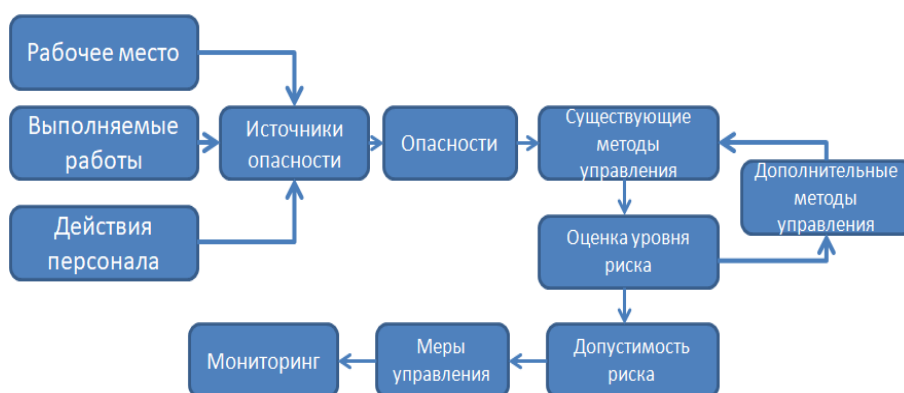 Рабочее место
Выполняемые
работы
Действия
персонала
Источники
опасности
Опасности
Существующие
методы
управления
Дополнительные
методы
управления
Оценка уровня
риска
Допустимость
риска
Меры
управления
Мониторинг